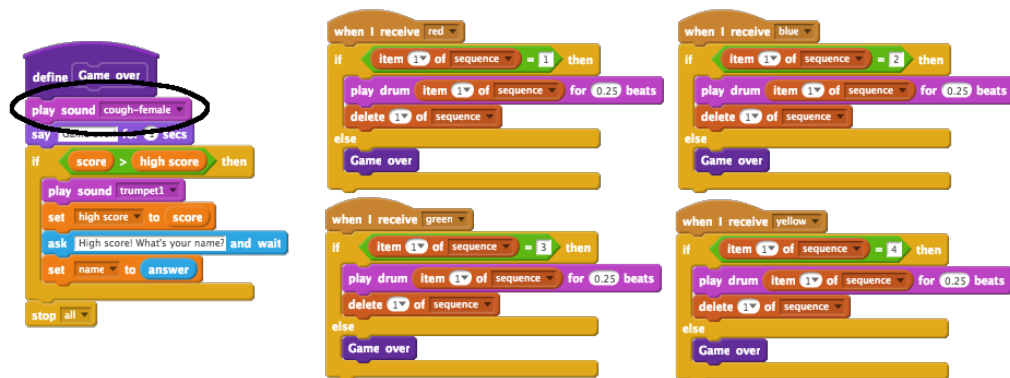 define Game over
play sound cough-female
say for secs
if score > high score then
play sound trumpet1
set high score to score
ask High score! What's your name? and wait
set name to answer
stop all
when I receive red
if item 1 of sequence = 1 then
play drum item 1 of sequence for 0.25 beats
delete 1 of sequence
else
Game over
when I receive blue
if item 1 of sequence = 2 then
play drum item 1 of sequence for 0.25 beats
delete 1 of sequence
else
Game over
when I receive green
if item 1 of sequence = 3 then
play drum item 1 of sequence for 0.25 beats
delete 1 of sequence
else
Game over
when I receive yellow
if item 1 of sequence = 4 then
play drum item 1 of sequence for 0.25 beats
delete 1 of sequence
else
Game over